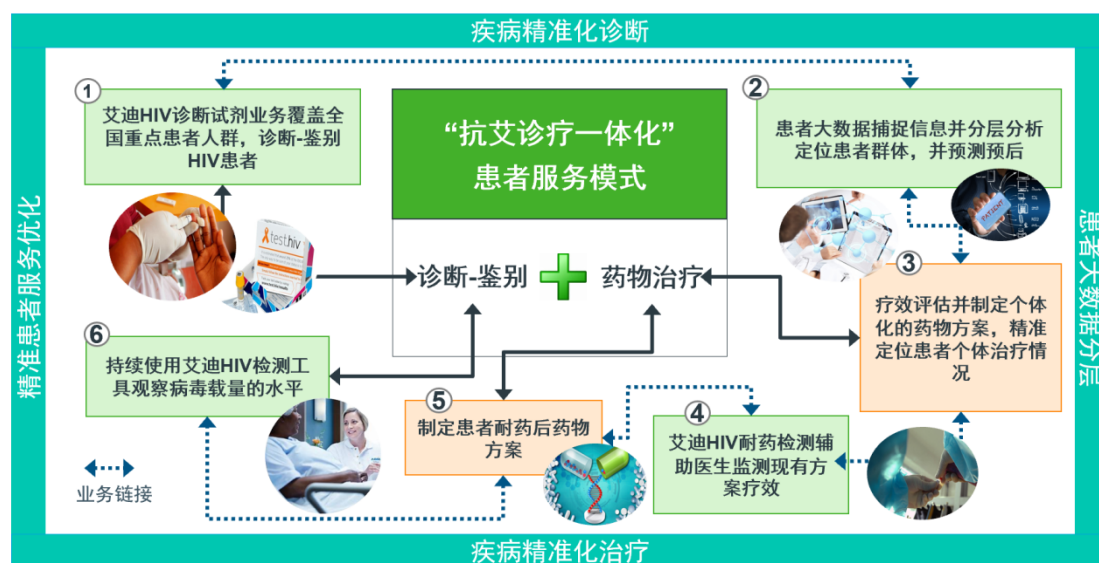 疾病精准化诊断
精准患者服务优化
患者大数据分层
①
艾迪HIV诊断试剂业务覆盖全
国重点患者人群，诊断-鉴别
HIV患者
“抗艾诊疗一体化”
患者服务模式
②
患者大数据捕捉信息并分层分析
定位患者群体，并预测预后
test.hiv
PATIENT
诊断-鉴别
药物治疗
③
疗效评估并制定个体
化的药物方案，精准
定位患者个体治疗情
况
⑥
持续使用艾迪HIV检测工
具观察病毒载量的水平
⑤
制定患者耐药后药物
方案
④
艾迪HIV耐药检测辅
助医生监测现有方
案疗效
业务链接
疾病精准化治疗